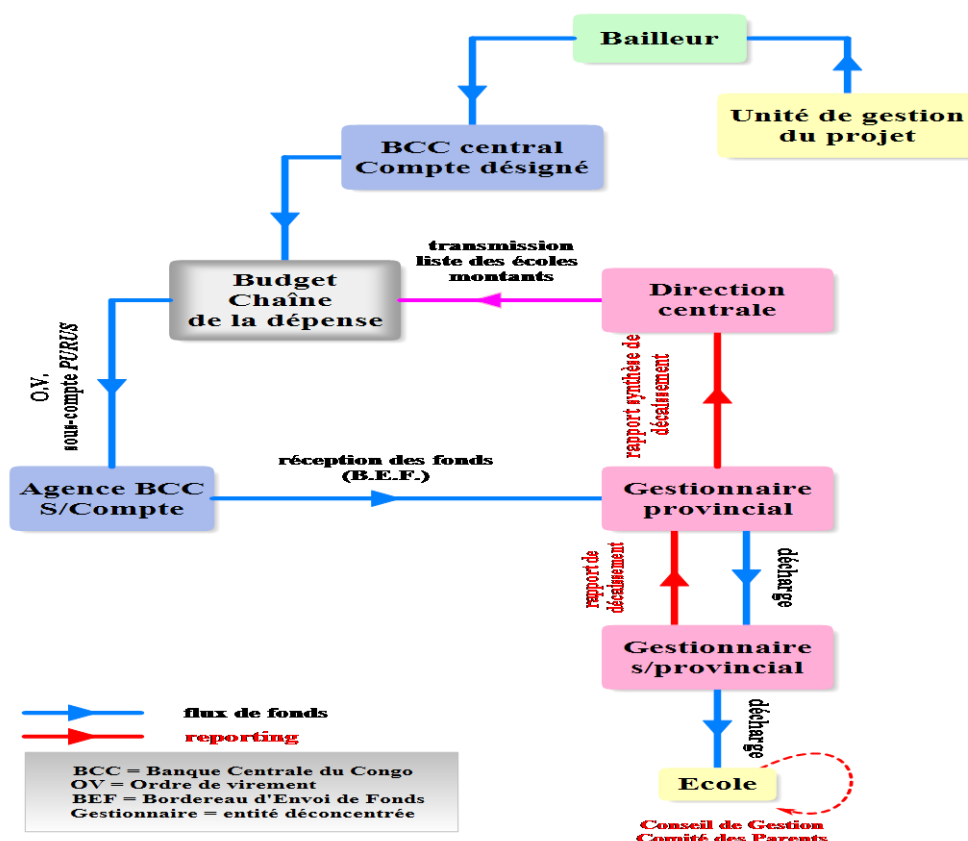 Bailleur
Unité de gestion
du projet
BCC central
Compte désigné
transmission
liste des écoles
montants
Budget
Chaîne
de la dépense
Direction
centrale
O.V.
sous-compte PURUS
rapport synthèse de
décaissement
réception des fonds
(B.E.F.)
Agence BCC
S/Compte
Gestionnaire
provincial
rapport de
décaissement
décharge
Gestionnaire
s/provincial
décharge
flux de fonds
reporting
BCC = Banque Centrale du Congo
OV = Ordre de virement
BEF = Bordereau d'Envoi de Fonds
Gestionnaire = entité déconcentrée
Ecole
Conseil de Gestion
Comité des Parents